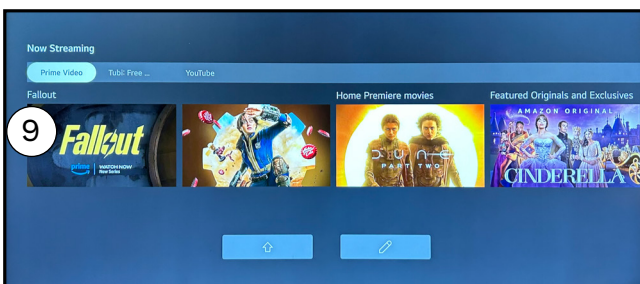 Now Streaming
Prime Video Tubi: Free ... YouTube
Fallout Home Premiere movies Featured Originals and Exclusives
9
Fallout
prime WATCH NOW
New Series
DUNE
PART TWO
AMAZON ORIGINAL
CINDERELLA